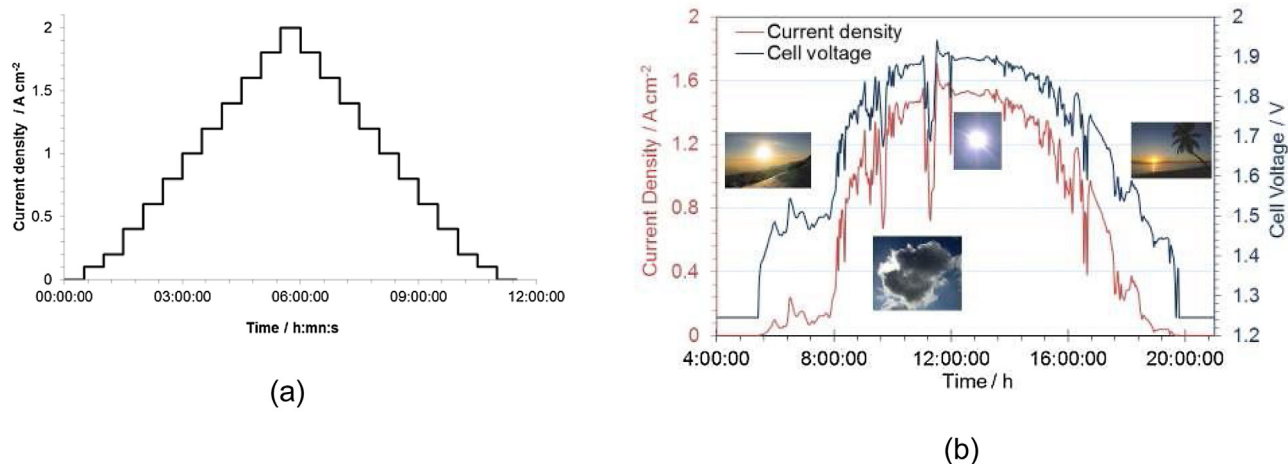 2
1.5
1
0.5
0
Current density / A cm-2
00:00:00 03:00:00 06:00:00 09:00:00 12:00:00
Time / h:mn:s
(a)
2
1.6
1.2
0.8
0.4
0
Current Density / A cm-2
Current density
Cell voltage
2
1.9
1.8
1.7
1.6
1.5
1.4
1.3
1.2
Cell Voltage / V
4:00:00 8:00:00 12:00:00 16:00:00 20:00:00
Time / h
(b)